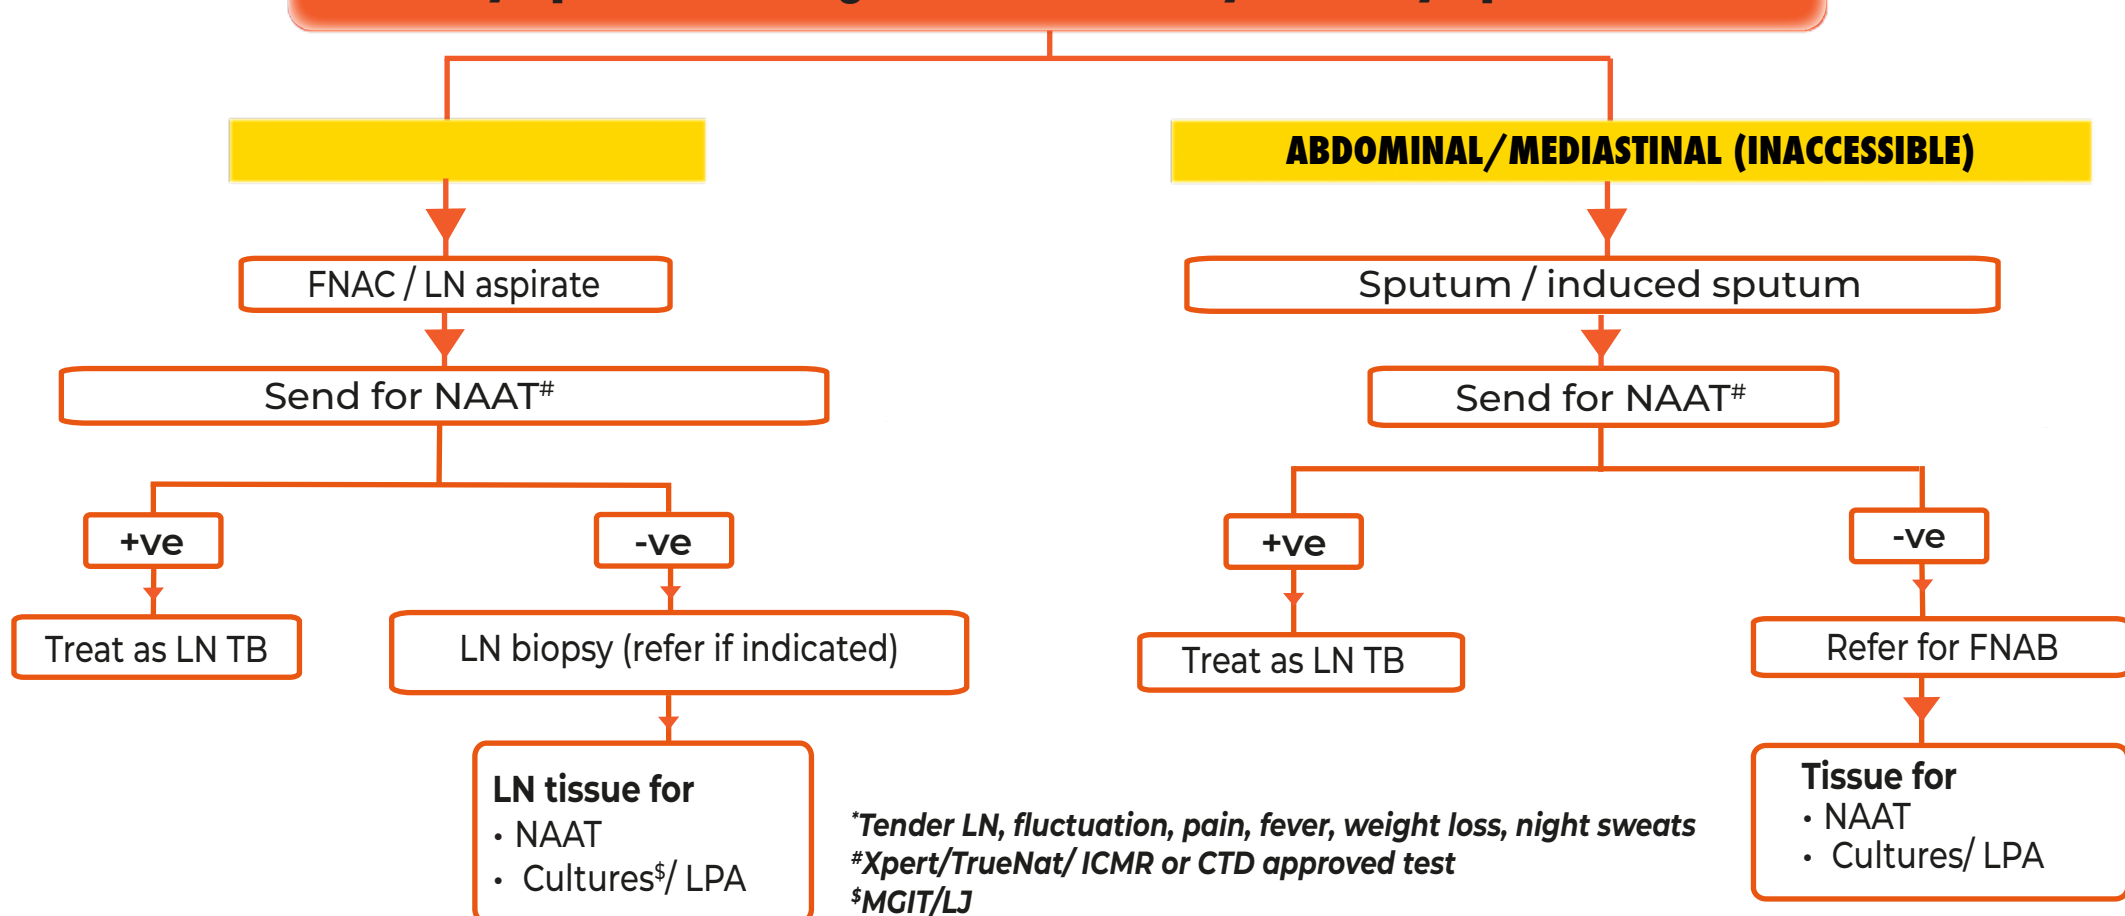 ABDOMINAL/MEDIASTINAL (INACCESSIBLE)
FNAC / LN aspirate
Sputum / induced sputum
Send for NAAT#
Send for NAAT#
+ve
-ve
+ve
-ve
Treat as LN TB
LN biopsy (refer if indicated)
Treat as LN TB
Refer for FNAB
LN tissue for
• NAAT
• Cultures$/ LPA
*Tender LN, fluctuation, pain, fever, weight loss, night sweats
#Xpert/TrueNat/ ICMR or CTD approved test
$MGIT/LJ
Tissue for
• NAAT
• Cultures/ LPA